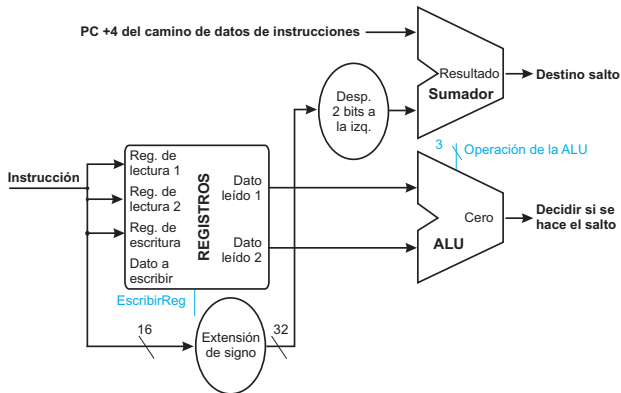 PC +4 del camino de datos de instrucciones
Resultado
Sumador
Destino salto
Desp.
2 bits a
la izq.
3
Operación de la ALU
Instrucción
Reg. de
lectura 1
Reg. de
lectura 2
Reg. de
escritura
Dato a
escribir
REGISTROS
Dato
leído 1
Dato
leído 2
Cero
ALU
Decidir si se
hace el salto
EscribirReg
16
Extensión
de signo
32